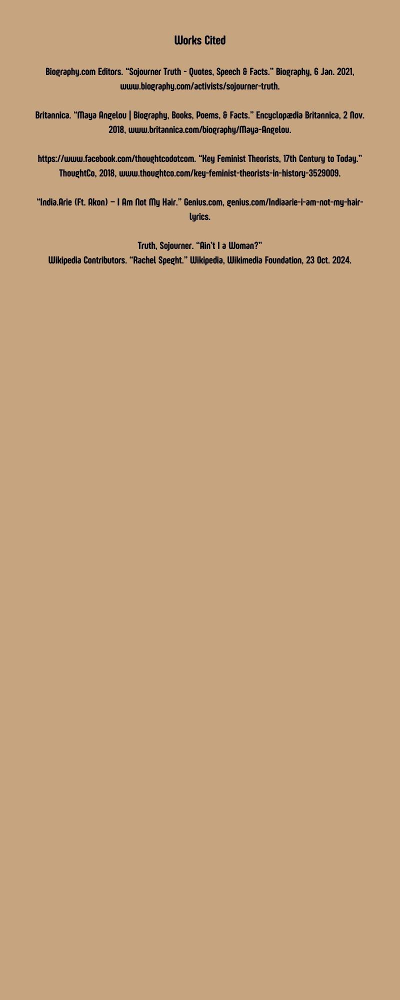 Works Cited
Biography.com Editors. “Sojourner Truth - Quotes, Speech & Facts.” Biography, 6 Jan. 2021,
www.biography.com/activists/sojourner-truth.
Britannica. “Maya Angelou | Biography, Books, Poems, & Facts.” Encyclopædia Britannica, 2 Nov.
2018, www.britannica.com/biography/Maya-Angelou.
https://www.facebook.com/thoughtcodotcom. “Key Feminist Theorists, 17th Century to Today.”
ThoughtCo, 2018, www.thoughtco.com/key-feminist-theorists-in-history-3529009.
“India.Arie (Ft. Akon) – I Am Not My Hair.” Genius.com, genius.com/Indiaarie-i-am-not-my-hair-
lyrics.
Truth, Sojourner. “Ain’t I a Woman?”
Wikipedia Contributors. “Rachel Speght.” Wikipedia, Wikimedia Foundation, 23 Oct. 2024.